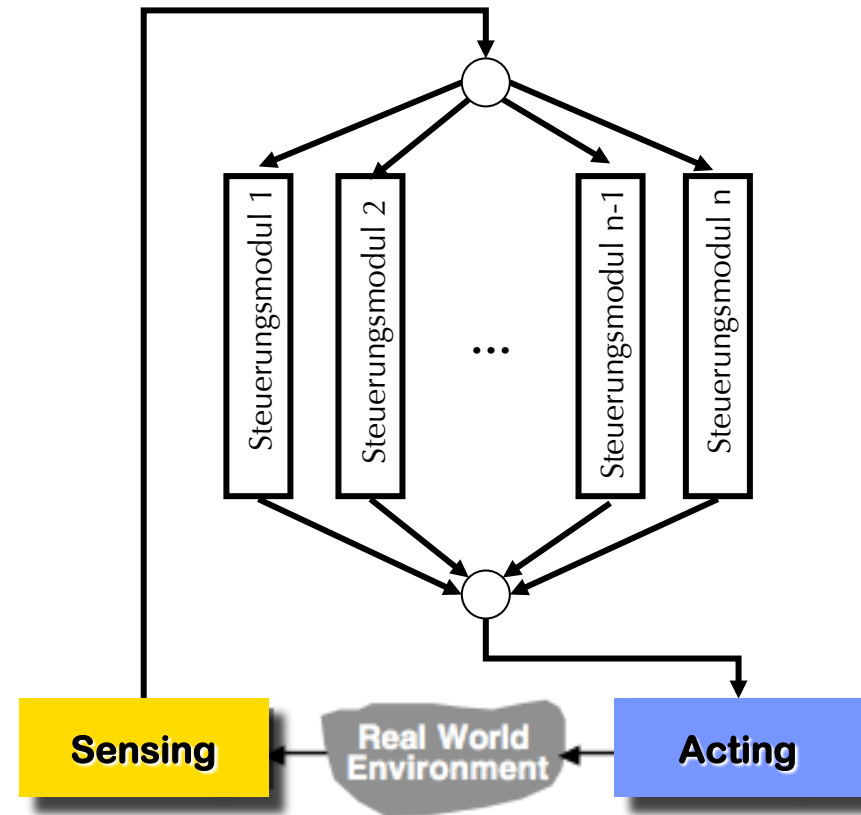 Steuerungsmodul 1
Steuerungsmodul 2
...
Steuerungsmodul n-1
Steuerungsmodul n
Sensing
Real World
Environment
Acting